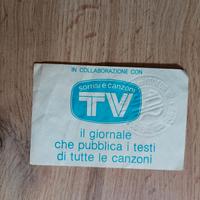 IN COLLABORAZIONE CON
sorrisi e canzoni
TV
il giornale
che pubblica i testi
di tutte le canzoni